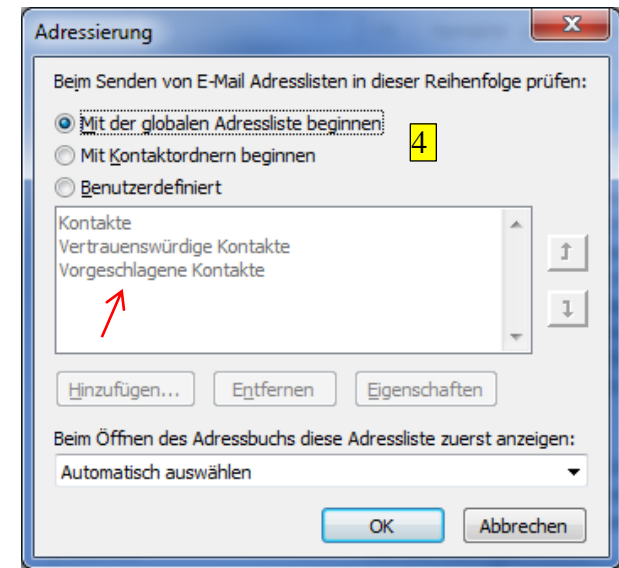 Adressierung
Beim Senden von E-Mail Adresslisten in dieser Reihenfolge prüfen:
Mit der globalen Adressliste beginnen
4
Mit Kontaktordnern beginnen
Benutzerdefiniert
Kontakte
Vertrauenswürdige Kontakte
Vorgeschlagene Kontakte
Hinzufügen... Entfernen Eigenschaften
Beim Öffnen des Adressbuchs diese Adressliste zuerst anzeigen:
Automatisch auswählen
OK Abbrechen